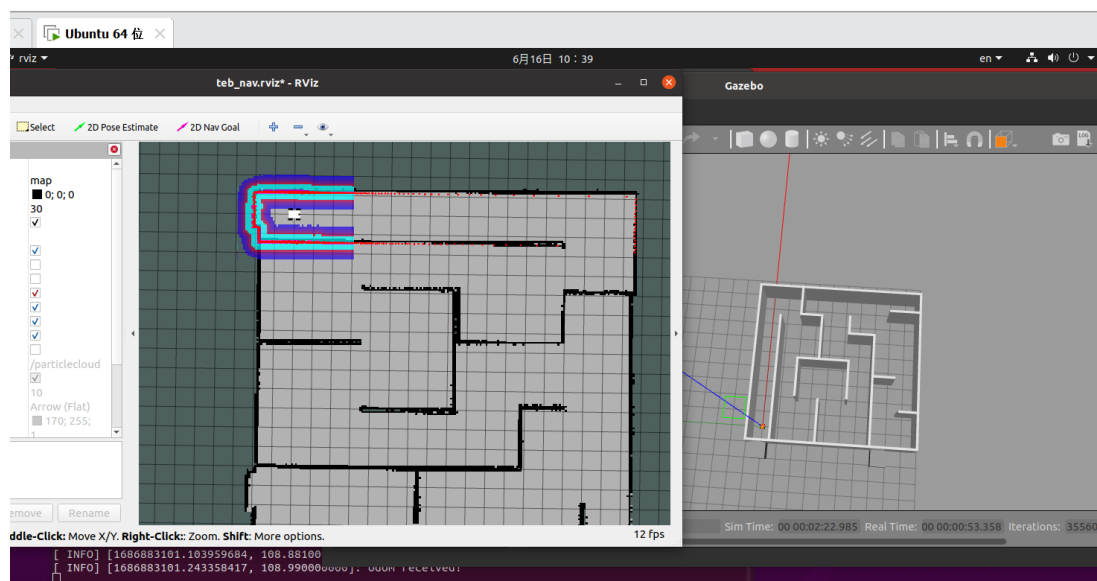 Ubuntu 64 位
rviz
6月16日 10：39
en
teb_nav.rviz* - RViz
Gazebo
Select
2D Pose Estimate
2D Nav Goal
LOG
map
0; 0; 0
30
/particlecloud
10
Arrow (Flat)
170; 255;
1
emove
Rename
ddle-Click: Move X/Y. Right-Click:: Zoom. Shift: More options.
12 fps
Sim Time: 00 00:02:22.985 Real Time: 00 00:00:53.358 Iterations: 35560
[ INFO] [1686883101.103959684, 108.88100
[ INFO] [1686883101.243358417, 108.990000000]: odom received!